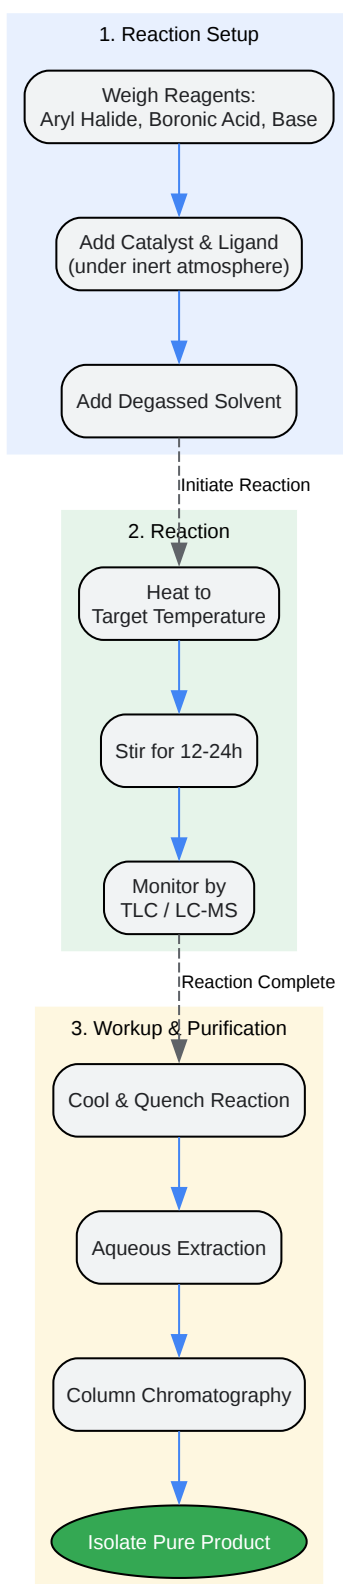 1. Reaction Setup
Weigh Reagents:
Aryl Halide, Boronic Acid, Base
Add Catalyst & Ligand
(under inert atmosphere)
Add Degassed Solvent
Initiate Reaction
2. Reaction
Heat to
Target Temperature
Stir for 12-24h
Monitor by
TLC / LC-MS
Reaction Complete
3. Workup & Purification
Cool & Quench Reaction
Aqueous Extraction
Column Chromatography
Isolate Pure Product